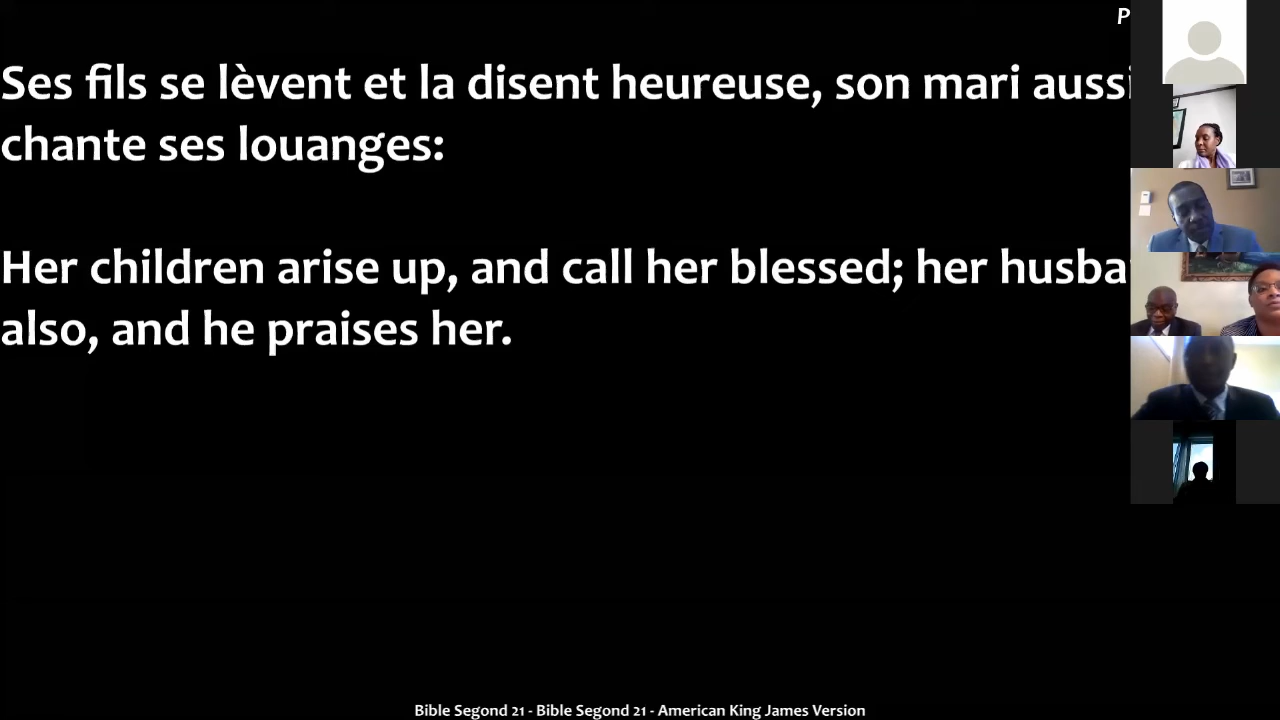 P
Ses fils se lèvent et la disent heureuse, son mari aussi
chante ses louanges:
Her children arise up, and call her blessed; her
also, and he praises her.
Bible Segond 21 - Bible Segond 21 - American King James Version